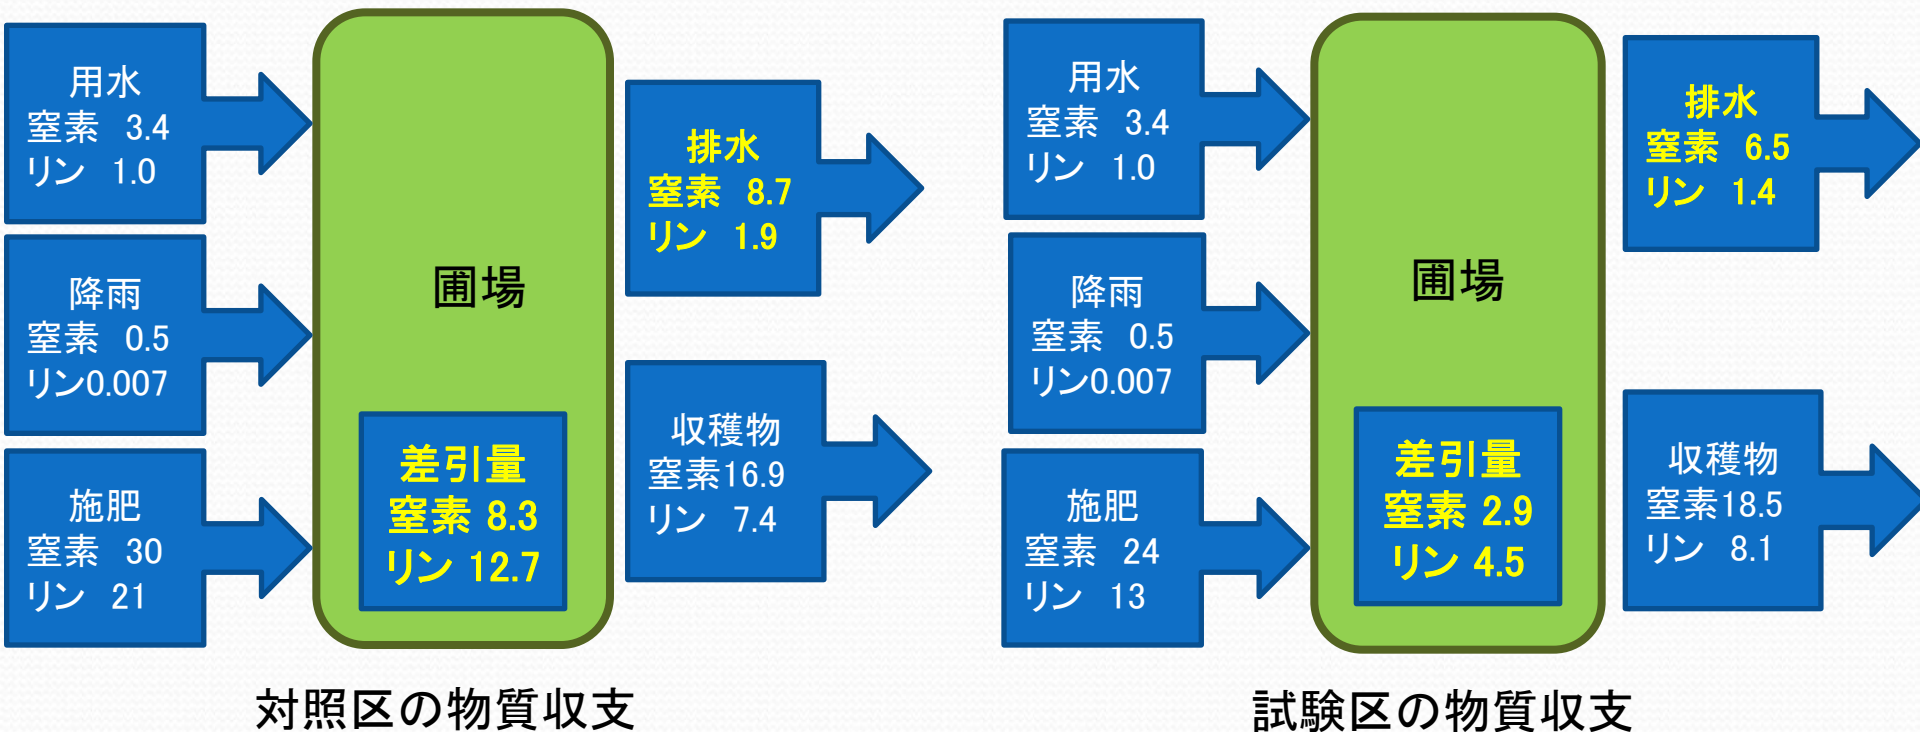 用水
窒素 3.4
リン 1.0
降雨
窒素 0.5
リン0.007
施肥
窒素 30
リン 21
圃場
差引量
窒素 8.3
リン 12.7
排水
窒素 8.7
リン 1.9
収穫物
窒素16.9
リン 7.4
対照区の物質収支
用水
窒素 3.4
リン 1.0
降雨
窒素 0.5
リン0.007
施肥
窒素 24
リン 13
圃場
差引量
窒素 2.9
リン 4.5
排水
窒素 6.5
リン 1.4
収穫物
窒素18.5
リン 8.1
試験区の物質収支